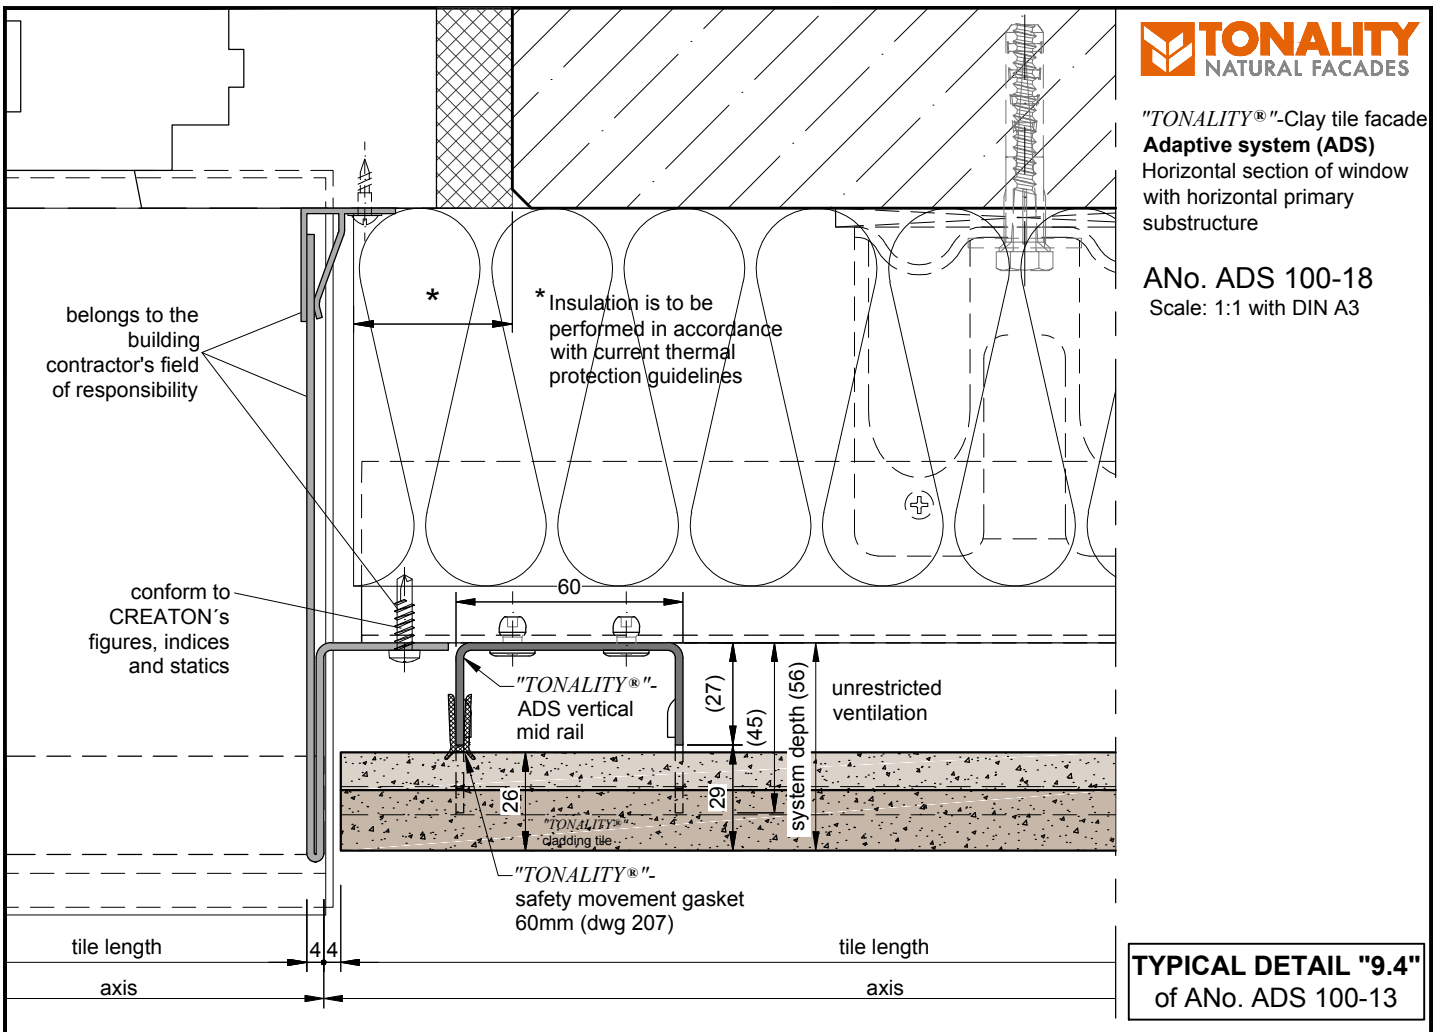 TONALITY
NATURAL FACADES
"TONALITY®"-Clay tile facade
Adaptive system (ADS)
Horizontal section of window
with horizontal primary
substructure
ANo. ADS 100-18
Scale: 1:1 with DIN A3
belongs to the
building
contractor's field
of responsibility
*
* Insulation is to be
performed in accordance
with current thermal
protection guidelines
conform to
CREATON´s
figures, indices
and statics
60
"TONALITY®"-
ADS vertical
mid rail
(27)
(45)
system depth (56)
unrestricted
ventilation
26
29
"TONALITY®"
cladding tile
"TONALITY®"-
safety movement gasket
60mm (dwg 207)
tile length
4 4
tile length
axis
axis
TYPICAL DETAIL "9.4"
of ANo. ADS 100-13